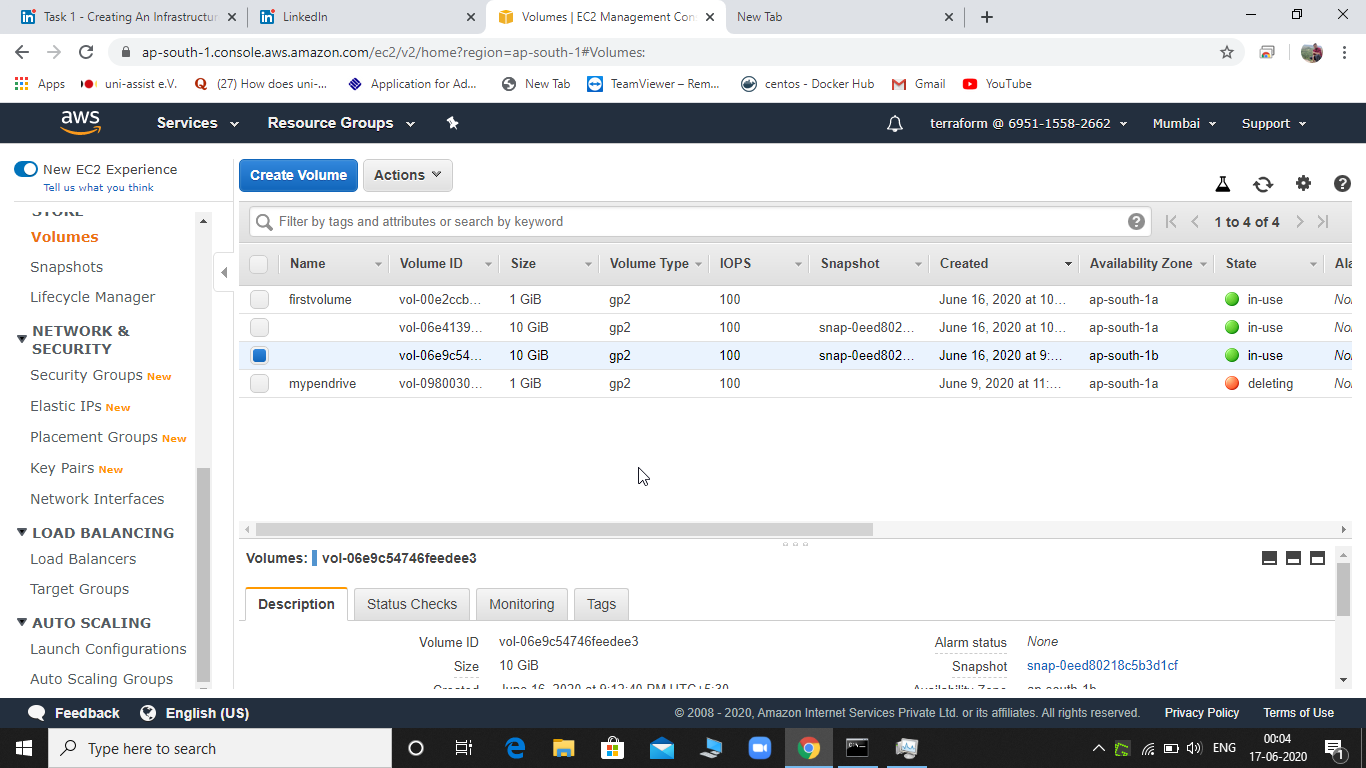 Task 1 - Creating An Infrastructur
LinkedIn
Volumes | EC2 Management Con
New Tab
ap-south-1.console.aws.amazon.com/ec2/v2/home?region=ap-south-1#Volumes:
Apps
uni-assist e.V.
(27) How does uni-...
Application for Ad...
New Tab
TeamViewer – Rem...
centos - Docker Hub
Gmail
YouTube
aws
Services
Resource Groups
terraform @ 6951-1558-2662
Mumbai
Support
New EC2 Experience
Tell us what you think
STORE
Volumes
Snapshots
Lifecycle Manager
NETWORK &
SECURITY
Security Groups New
Elastic IPs New
Placement Groups New
Key Pairs New
Network Interfaces
LOAD BALANCING
Load Balancers
Target Groups
AUTO SCALING
Launch Configurations
Auto Scaling Groups
Create Volume
Actions
Filter by tags and attributes or search by keyword
1 to 4 of 4
Name Volume ID Size Volume Type IOPS Snapshot Created Availability Zone State Ala
firstvolume vol-00e2ccb... 1 GiB gp2 100 June 16, 2020 at 10... ap-south-1a in-use No
vol-06e4139... 10 GiB gp2 100 snap-0eed802... June 16, 2020 at 10... ap-south-1a in-use No
vol-06e9c54... 10 GiB gp2 100 snap-0eed802... June 16, 2020 at 9:... ap-south-1b in-use No
mypendrive vol-0980030... 1 GiB gp2 100 June 9, 2020 at 11:... ap-south-1a deleting No
Volumes: vol-06e9c54746feedee3
Description
Status Checks
Monitoring
Tags
Volume ID vol-06e9c54746feedee3
Alarm status None
Size 10 GiB
Snapshot snap-0eed80218c5b3d1cf
Created June 16, 2020 at 9:12:40 PM UTC+5:30
Availability Zone ap-south-1b
Feedback
English (US)
© 2008 - 2020, Amazon Internet Services Private Ltd. or its affiliates. All rights reserved.
Privacy Policy
Terms of Use
Type here to search
ENG
00:04
17-06-2020
1